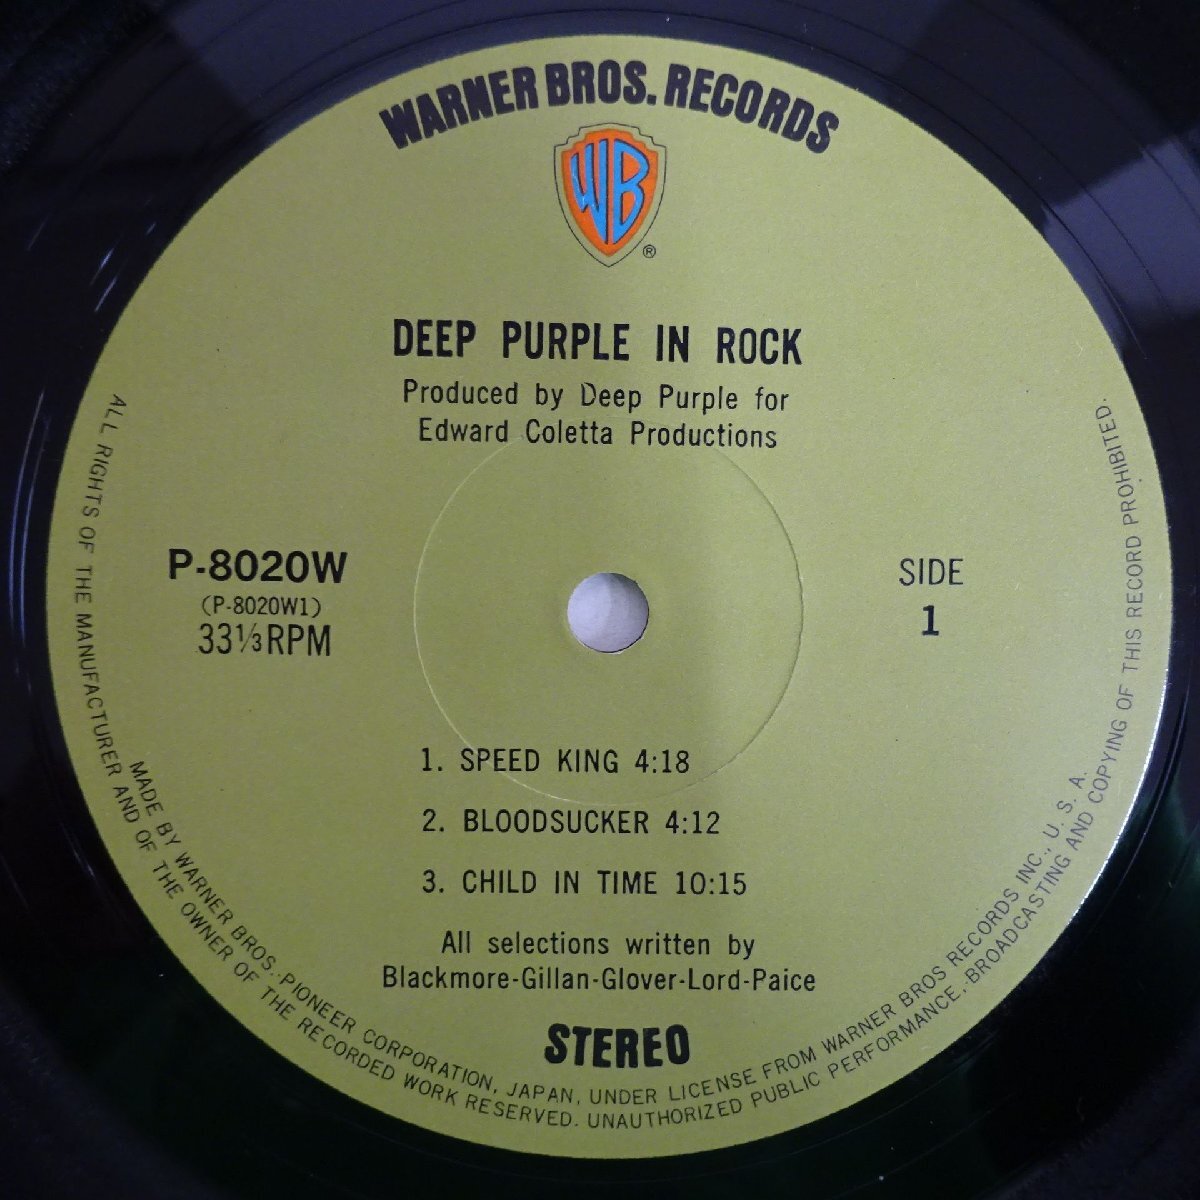 WARNER BROS. RECORDS
WB
®
DEEP PURPLE IN ROCK
Produced by Deep Purple for
Edward Coletta Productions
P-8020W
(P-8020W1)
33⅓RPM
SIDE
1
1. SPEED KING 4:18
2. BLOODSUCKER 4:12
3. CHILD IN TIME 10:15
All selections written by
Blackmore-Gillan-Glover-Lord-Paice
STEREO
MADE BY WARNER BROS.-PIONEER CORPORATION, JAPAN, UNDER LICENSE FROM WARNER BROS RECORDS INC., U. S. A.
ALL RIGHTS OF THE MANUFACTURER AND OF THE OWNER OF THE RECORDED WORK RESERVED. UNAUTHORIZED PUBLIC PERFORMANCE,·BROADCASTING AND COPYING OF THIS RECORD PROHIBITED.